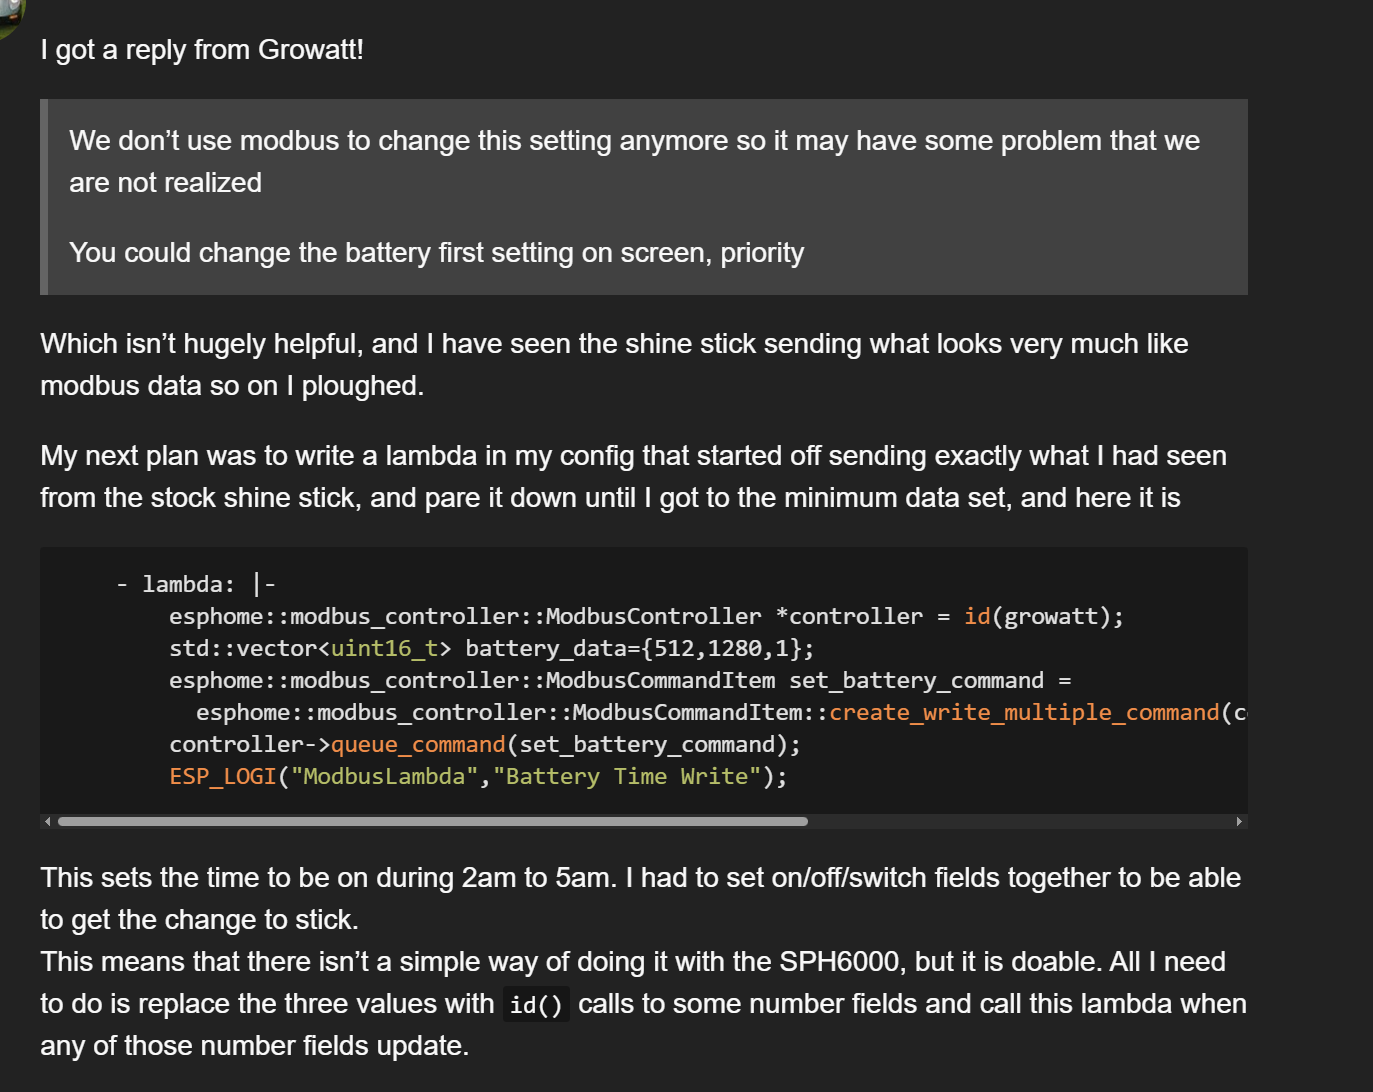 I got a reply from Growatt!
We don’t use modbus to change this setting anymore so it may have some problem that we
are not realized
You could change the battery first setting on screen, priority
Which isn’t hugely helpful, and I have seen the shine stick sending what looks very much like
modbus data so on I ploughed.
My next plan was to write a lambda in my config that started off sending exactly what I had seen
from the stock shine stick, and pare it down until I got to the minimum data set, and here it is
- lambda: |-
esphome::modbus_controller::ModbusController *controller = id(growatt);
std::vector<uint16_t> battery_data={512,1280,1};
esphome::modbus_controller::ModbusCommandItem set_battery_command =
esphome::modbus_controller::ModbusCommandItem::create_write_multiple_command(c
controller->queue_command(set_battery_command);
ESP_LOGI("ModbusLambda","Battery Time Write");
This sets the time to be on during 2am to 5am. I had to set on/off/switch fields together to be able
to get the change to stick.
This means that there isn’t a simple way of doing it with the SPH6000, but it is doable. All I need
to do is replace the three values with id() calls to some number fields and call this lambda when
any of those number fields update.